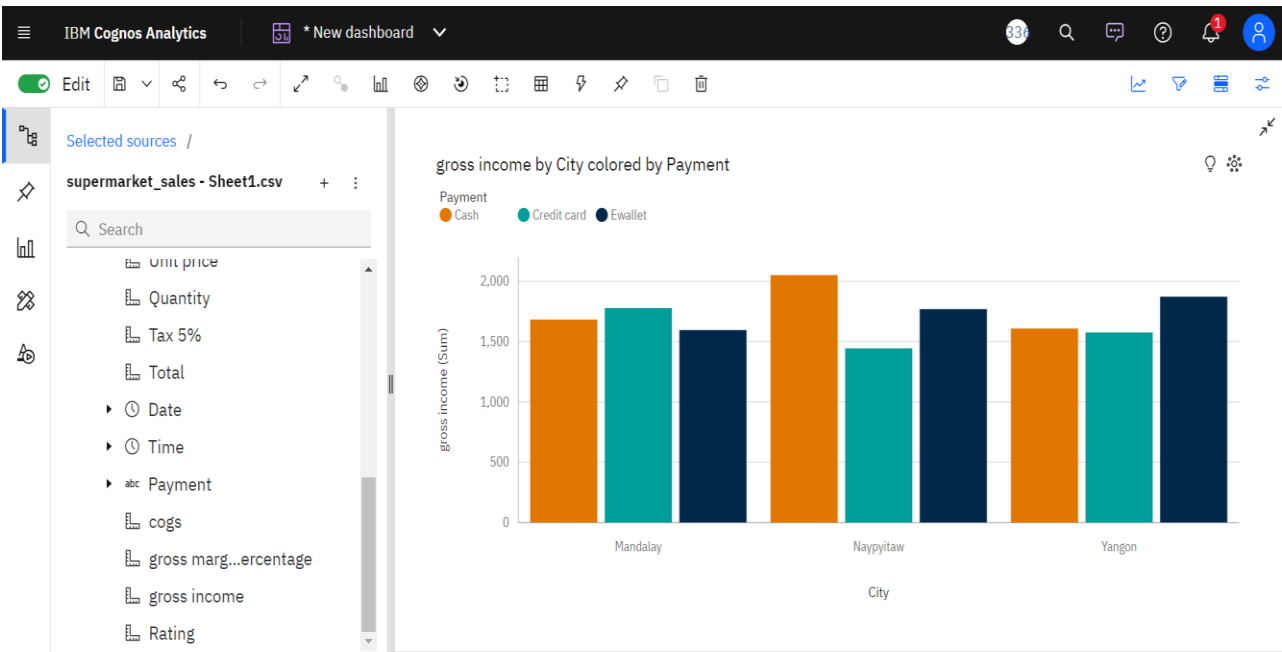 IBM Cognos Analytics
* New dashboard
336
1
Edit
Selected sources /
supermarket_sales - Sheet1.csv
Search
Unit price
Quantity
Tax 5%
Total
Date
Time
abc Payment
cogs
gross marg...ercentage
gross income
Rating
gross income by City colored by Payment
Payment
Cash Credit card Ewallet
gross income (Sum)
2,000
1,500
1,000
500
0
Mandalay Naypyitaw Yangon
City